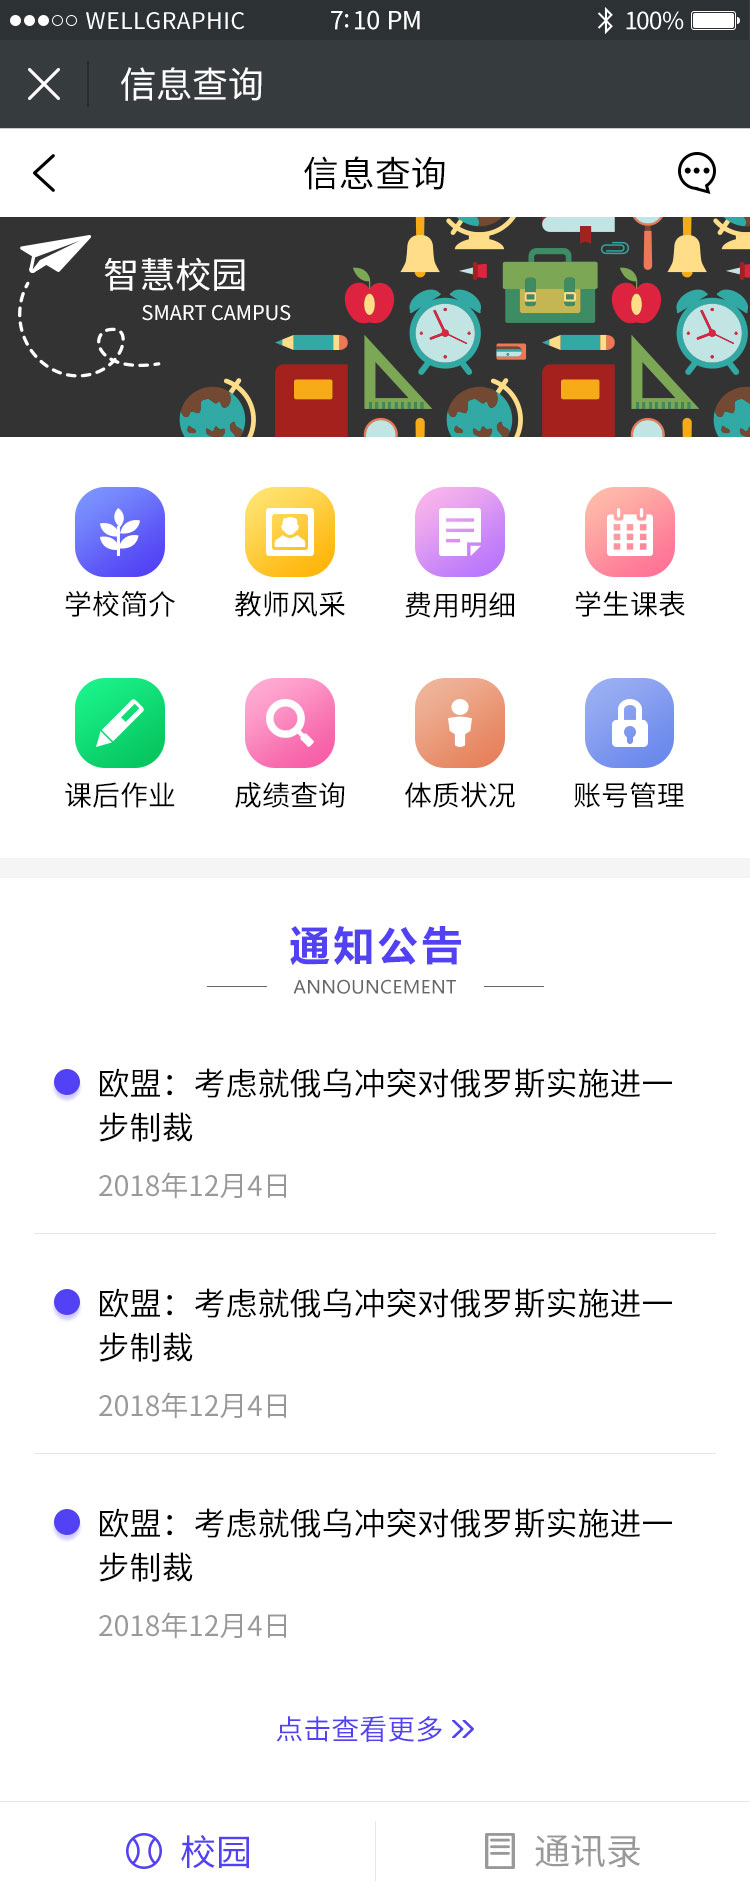 WELLGRAPHIC 7:10 PM 100%
信息查询
信息查询
智慧校园
SMART CAMPUS
学校简介 教师风采 费用明细 学生课表
课后作业 成绩查询 体质状况 账号管理
通知公告
ANNOUNCEMENT
欧盟：考虑就俄乌冲突对俄罗斯实施进一
步制裁
2018年12月4日
欧盟：考虑就俄乌冲突对俄罗斯实施进一
步制裁
2018年12月4日
欧盟：考虑就俄乌冲突对俄罗斯实施进一
步制裁
2018年12月4日
点击查看更多
校园 通讯录